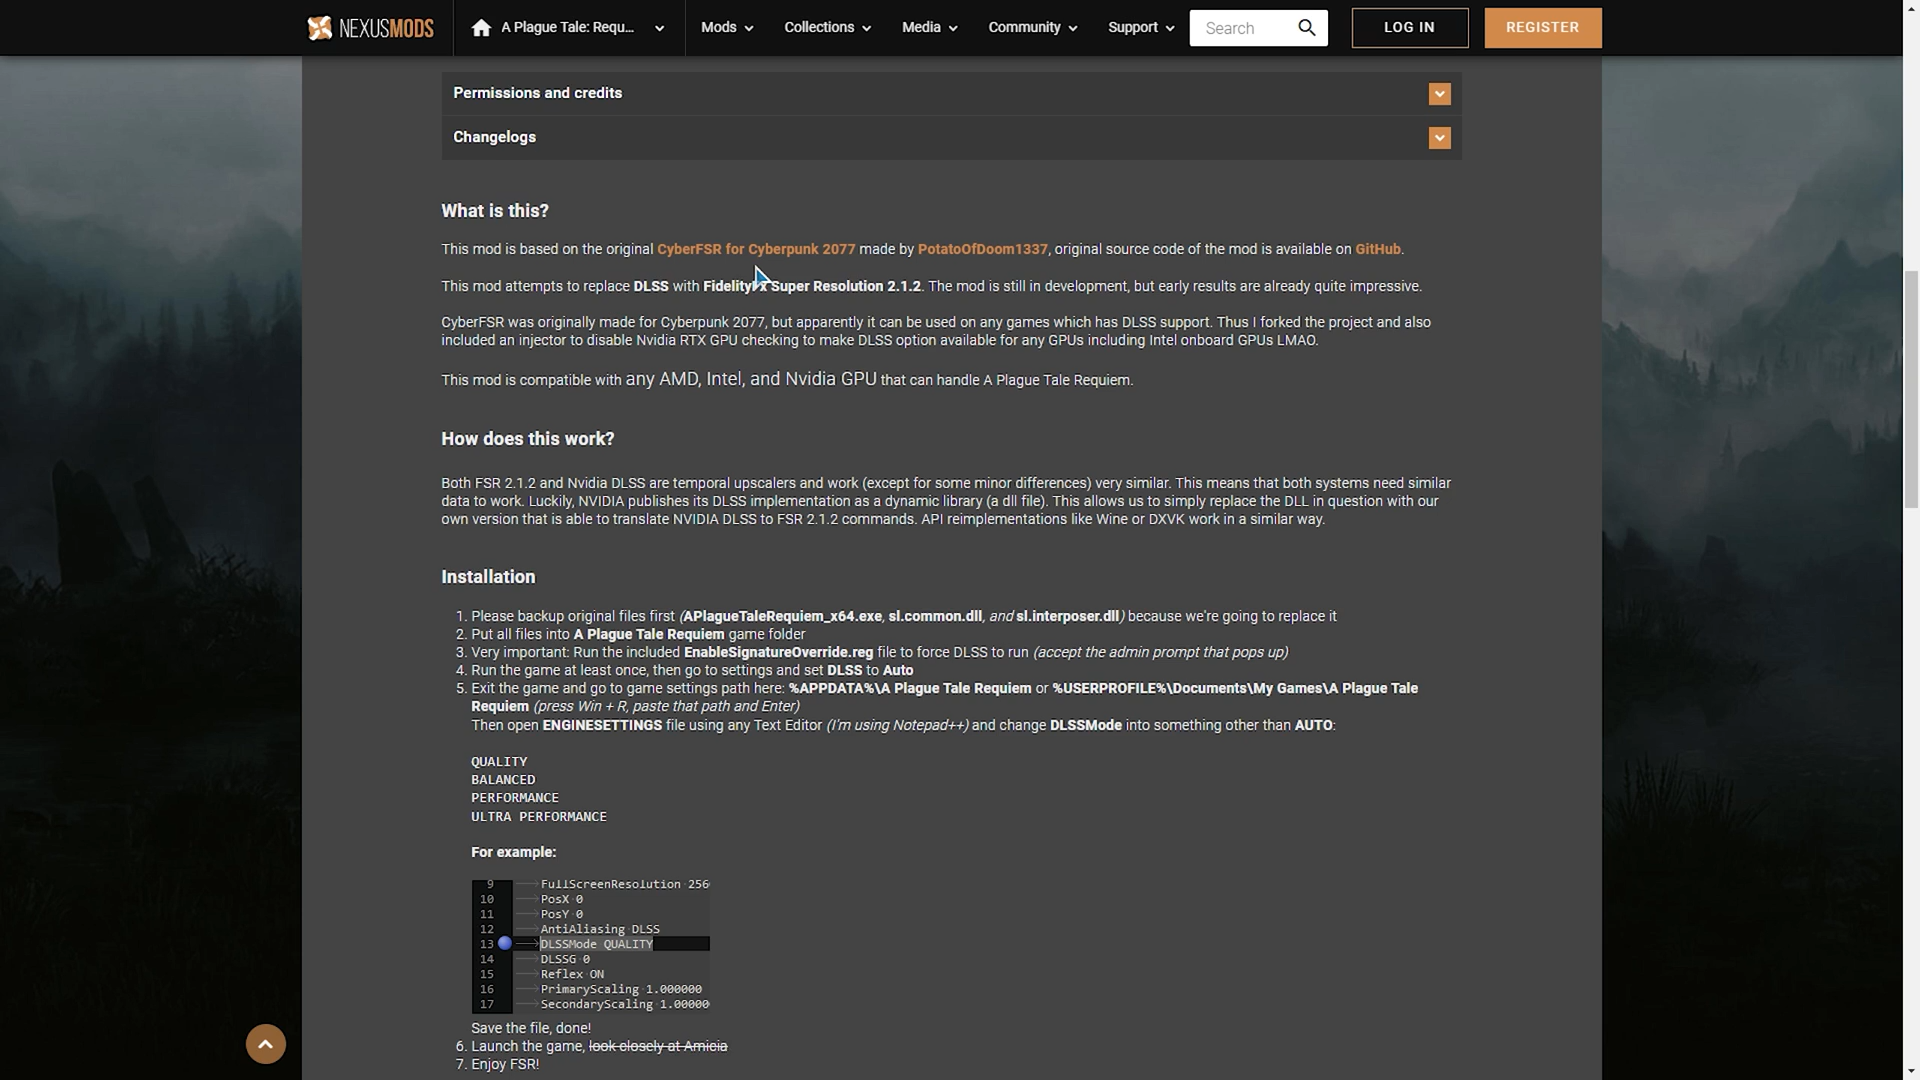 NEXUSMODS
A Plague Tale: Requ...
Mods
Collections
Media
Community
Support
Search
LOG IN
REGISTER
Permissions and credits
Changelogs
What is this?
This mod is based on the original CyberFSR for Cyberpunk 2077 made by PotatoOfDoom1337, original source code of the mod is available on GitHub.
This mod attempts to replace DLSS with FidelityFx Super Resolution 2.1.2. The mod is still in development, but early results are already quite impressive.
CyberFSR was originally made for Cyberpunk 2077, but apparently it can be used on any games which has DLSS support. Thus I forked the project and also
included an injector to disable Nvidia RTX GPU checking to make DLSS option available for any GPUs including Intel onboard GPUs LMAO.
This mod is compatible with any AMD, Intel, and Nvidia GPU that can handle A Plague Tale Requiem.
How does this work?
Both FSR 2.1.2 and Nvidia DLSS are temporal upscalers and work (except for some minor differences) very similar. This means that both systems need similar
data to work. Luckily, NVIDIA publishes its DLSS implementation as a dynamic library (a dll file). This allows us to simply replace the DLL in question with our
own version that is able to translate NVIDIA DLSS to FSR 2.1.2 commands. API reimplementations like Wine or DXVK work in a similar way.
Installation
1. Please backup original files first (APlagueTaleRequiem_x64.exe, sl.common.dll, and sl.interposer.dll) because we're going to replace it
2. Put all files into A Plague Tale Requiem game folder
3. Very important: Run the included EnableSignatureOverride.reg file to force DLSS to run (accept the admin prompt that pops up)
4. Run the game at least once, then go to settings and set DLSS to Auto
5. Exit the game and go to game settings path here: %APPDATA%\A Plague Tale Requiem or %USERPROFILE%\Documents\My Games\A Plague Tale
Requiem (press Win + R, paste that path and Enter)
Then open ENGINESETTINGS file using any Text Editor (I'm using Notepad++) and change DLSSMode into something other than AUTO:
QUALITY
BALANCED
PERFORMANCE
ULTRA PERFORMANCE
For example:
9 FullScreenResolution 256
10 PosX 0
11 PosY 0
12 AntiAliasing DLSS
13 DLSSMode QUALITY
14 DLSSG 0
15 Reflex ON
16 PrimaryScaling 1.000000
17 SecondaryScaling 1.00000
Save the file, done!
6. Launch the game, look closely at Amicia
7. Enjoy FSR!